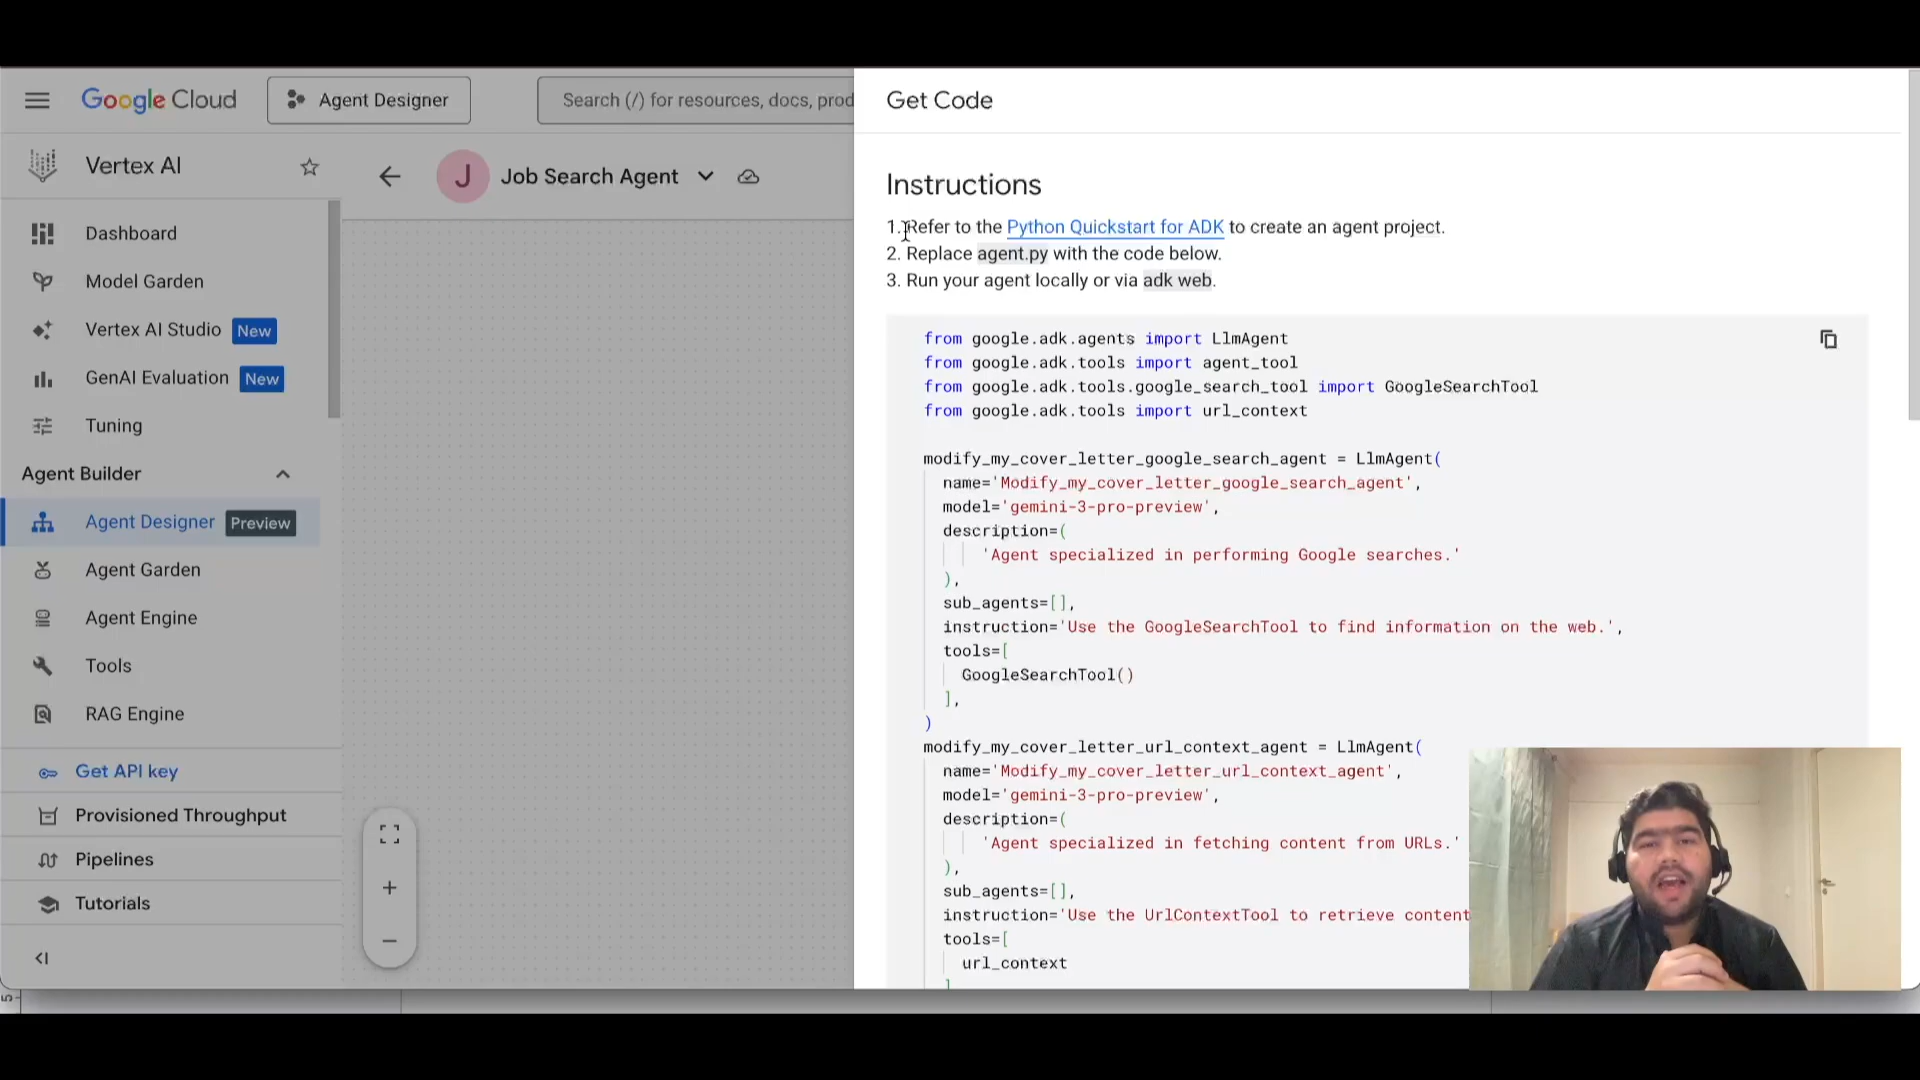 Google Cloud
Agent Designer
Search (/) for resources, docs, prod
Vertex AI
J
Job Search Agent
Dashboard
Model Garden
Vertex AI Studio New
GenAI Evaluation New
Tuning
Agent Builder
Agent Designer Preview
Agent Garden
Agent Engine
Tools
RAG Engine
Get API key
Provisioned Throughput
Pipelines
Tutorials
Get Code
Instructions
1. Refer to the Python Quickstart for ADK to create an agent project.
2. Replace agent.py with the code below.
3. Run your agent locally or via adk web.
from google.adk.agents import LlmAgent
from google.adk.tools import agent_tool
from google.adk.tools.google_search_tool import GoogleSearchTool
from google.adk.tools import url_context
modify_my_cover_letter_google_search_agent = LlmAgent(
name='Modify_my_cover_letter_google_search_agent',
model='gemini-3-pro-preview',
description=(
'Agent specialized in performing Google searches.'
),
sub_agents=[],
instruction='Use the GoogleSearchTool to find information on the web.',
tools=[
GoogleSearchTool()
],
)
modify_my_cover_letter_url_context_agent = LlmAgent(
name='Modify_my_cover_letter_url_context_agent',
model='gemini-3-pro-preview',
description=(
'Agent specialized in fetching content from URLs.'
),
sub_agents=[],
instruction='Use the UrlContextTool to retrieve content
tools=[
url_context
]
5